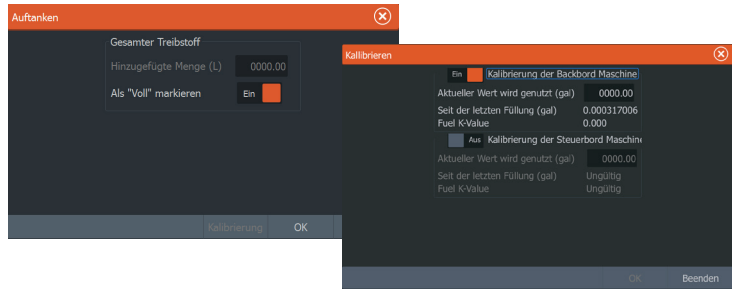 Auftanken
Gesamter Treibstoff
Hinzugefügte Menge (L) 0000.00
Als "Voll" markieren Ein
Kalibrierung OK
Kallibrieren
Ein Kalibrierung der Backbord Maschine
Aktueller Wert wird genutzt (gal) 0000.00
Seit der letzten Füllung (gal) 0.000317006
Fuel K-Value 0.000
Aus Kalibrierung der Steuerbord Maschine
Aktueller Wert wird genutzt (gal) 0000.00
Seit der letzten Füllung (gal) Ungültig
Fuel K-Value Ungültig
OK Beenden